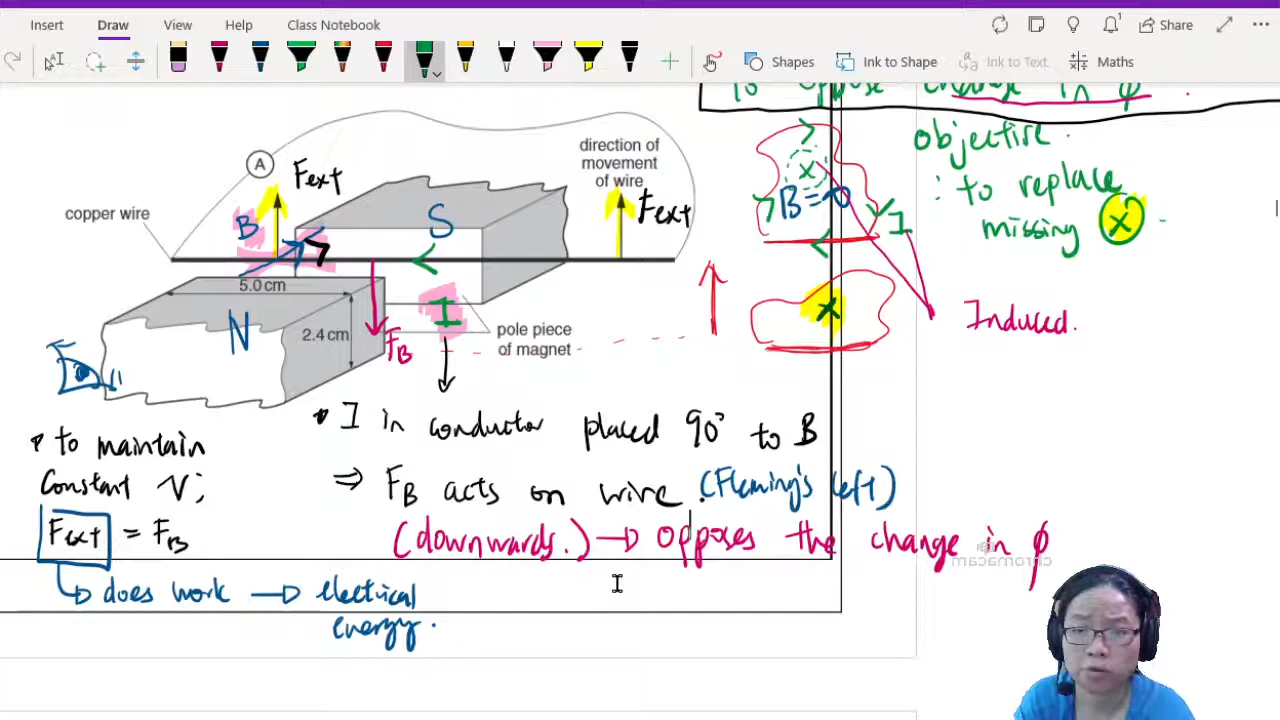 Insert Draw View Help Class Notebook
Share
Shapes
Ink to Shape
Ink to Text
Maths
to oppose change in ϕ.
objective.
: to replace
missing x
direction of
movement
of wire
A
Fext
Fext
copper wire
B
S
B = 0
x
I
5.0 cm
I
x
N
2.4 cm
FB
pole piece
of magnet
Induced.
• I in conductor placed 90° to B
• to maintain
Constant V;
⇒ FB acts on wire. (Fleming's left)
Fext = FB
(downwards.) → opposes the change in ϕ
chromacam
→ does work → electrical
energy.